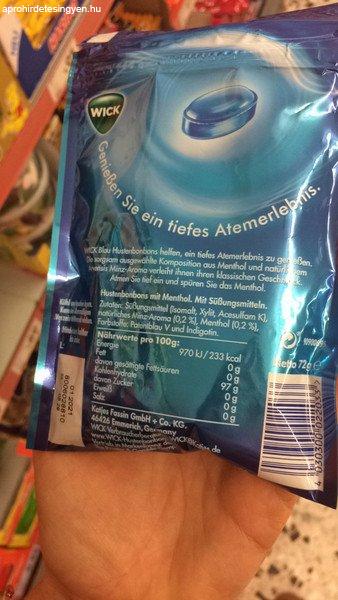 aprohirdetesingyen.hu
WICK
Genießen Sie ein tiefes Atemerlebnis.
WICK Blau Hustenbonbons helfen, ein tiefes Atemerlebnis zu genießen.
Die sorgsam ausgewählte Komposition aus Menthol und natürlichem
Minz-Aroma verleiht ihnen ihren klassischen Geschmack.
Atmen Sie tief ein und spüren Sie das Menthol.
Hustenbonbons mit Menthol. Mit Süßungsmitteln.
Zutaten: Süßungsmittel (Isomalt, Xylit, Acesulfam K),
natürliches Minz-Aroma (0,2 %), Menthol (0,2 %),
Farbstoffe: Patentblau V und Indigotin.
Nährwerte pro 100g:
Energie 970 kJ / 233 kcal
Fett 0 g
davon gesättigte Fettsäuren 0 g
Kohlenhydrate 97 g
davon Zucker 0 g
Eiweiß 0 g
Salz 0 g
Netto 72g
Katjes Fassin GmbH + Co. KG,
46426 Emmerich, Germany
WICK
01 2021